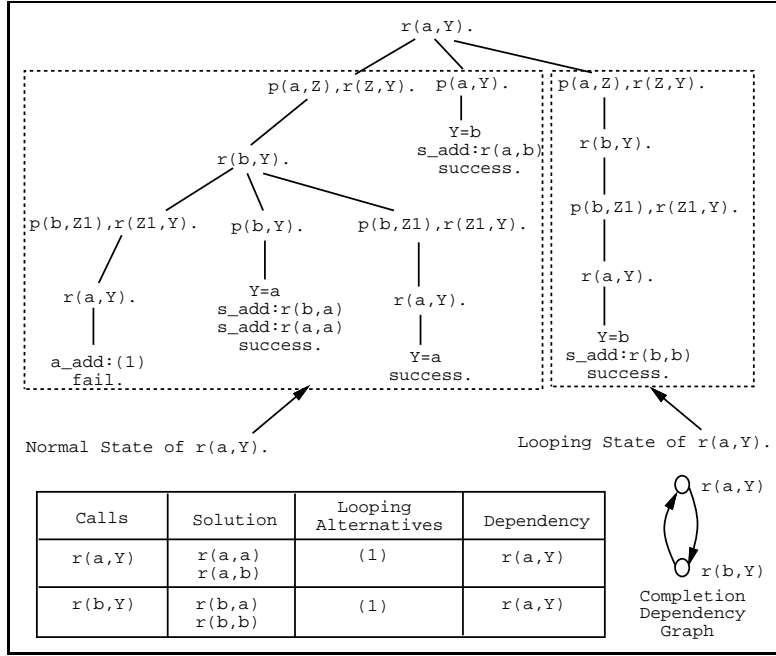 r(a,Y).
p(a,Z),r(Z,Y).
p(a,Y).
p(a,Z),r(Z,Y).
Y=b
s_add:r(a,b)
success.
r(b,Y).
r(b,Y).
p(b,Z1),r(Z1,Y).
p(b,Y).
p(b,Z1),r(Z1,Y).
p(b,Z1),r(Z1,Y).
r(a,Y).
Y=a
s_add:r(b,a)
s_add:r(a,a)
success.
r(a,Y).
r(a,Y).
a_add:(1)
fail.
Y=a
success.
Y=b
s_add:r(b,b)
success.
Normal State of r(a,Y).
Looping State of r(a,Y).
Calls
Solution
Looping
Alternatives
Dependency
r(a,Y)
r(a,a)
r(a,b)
(1)
r(a,Y)
r(b,Y)
r(b,a)
r(b,b)
(1)
r(a,Y)
r(a,Y)
r(b,Y)
Completion
Dependency
Graph